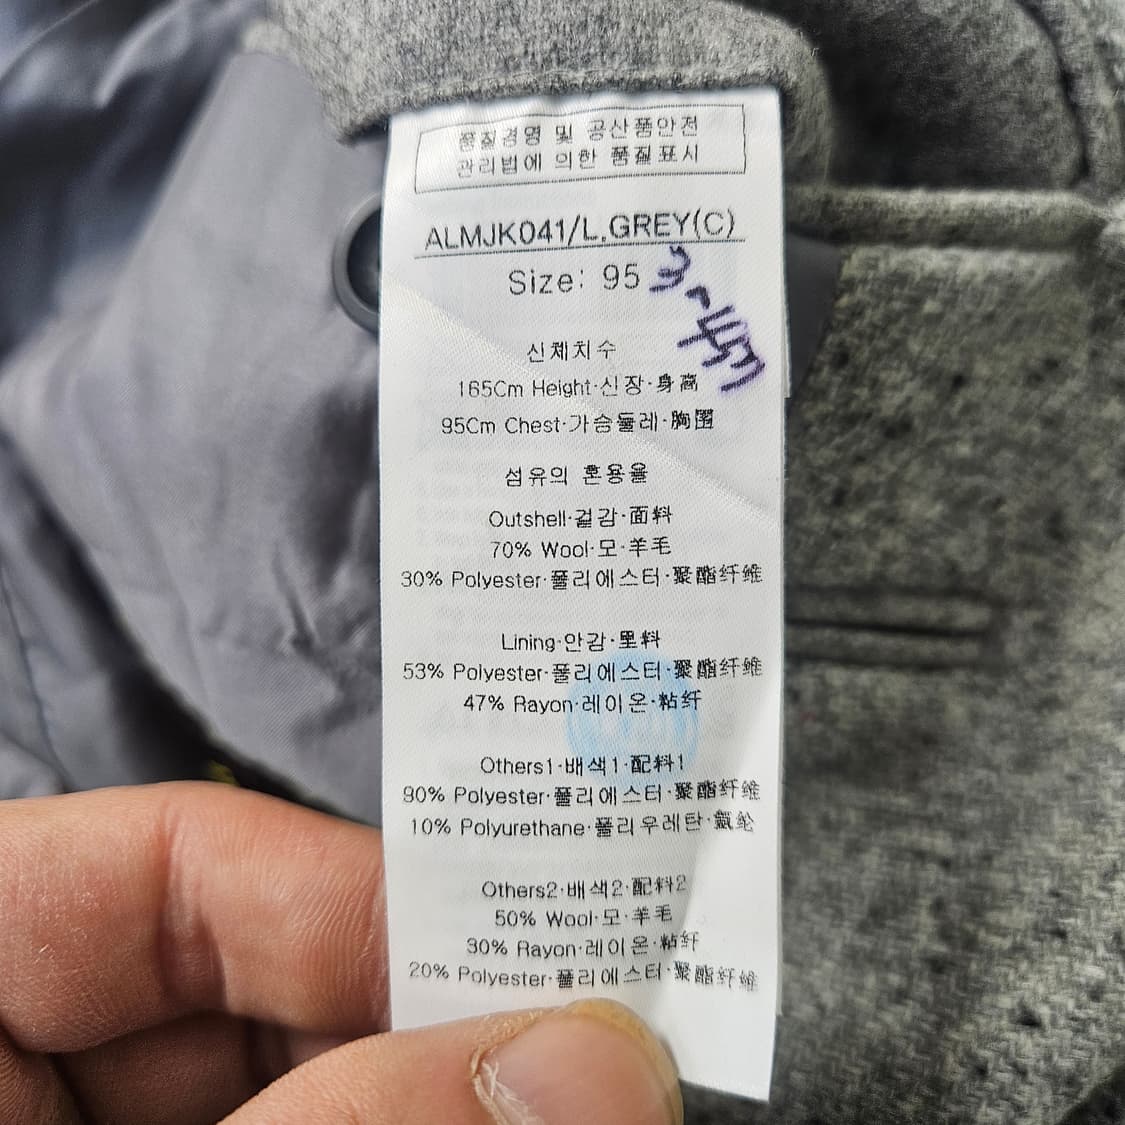 품질경영 및 공산품안전
관리법에 의한 품질표시
ALMJK041/L.GREY(C)
Size: 95
신체치수
165Cm Height·신장·身高
95Cm Chest·가슴둘레·胸围
섬유의 혼용율
Outshell·겉감·面料
70% Wool·모·羊毛
30% Polyester·폴리에스터·聚酯纤维
Lining·안감·里料
53% Polyester·폴리에스터·聚酯纤维
47% Rayon·레이온·粘纤
Others1·배색1·配料1
90% Polyester·폴리에스터·聚酯纤维
10% Polyurethane·폴리우레탄·氨纶
Others2·배색2·配料2
50% Wool·모·羊毛
30% Rayon·레이온·粘纤
20% Polyester·폴리에스터·聚酯纤维